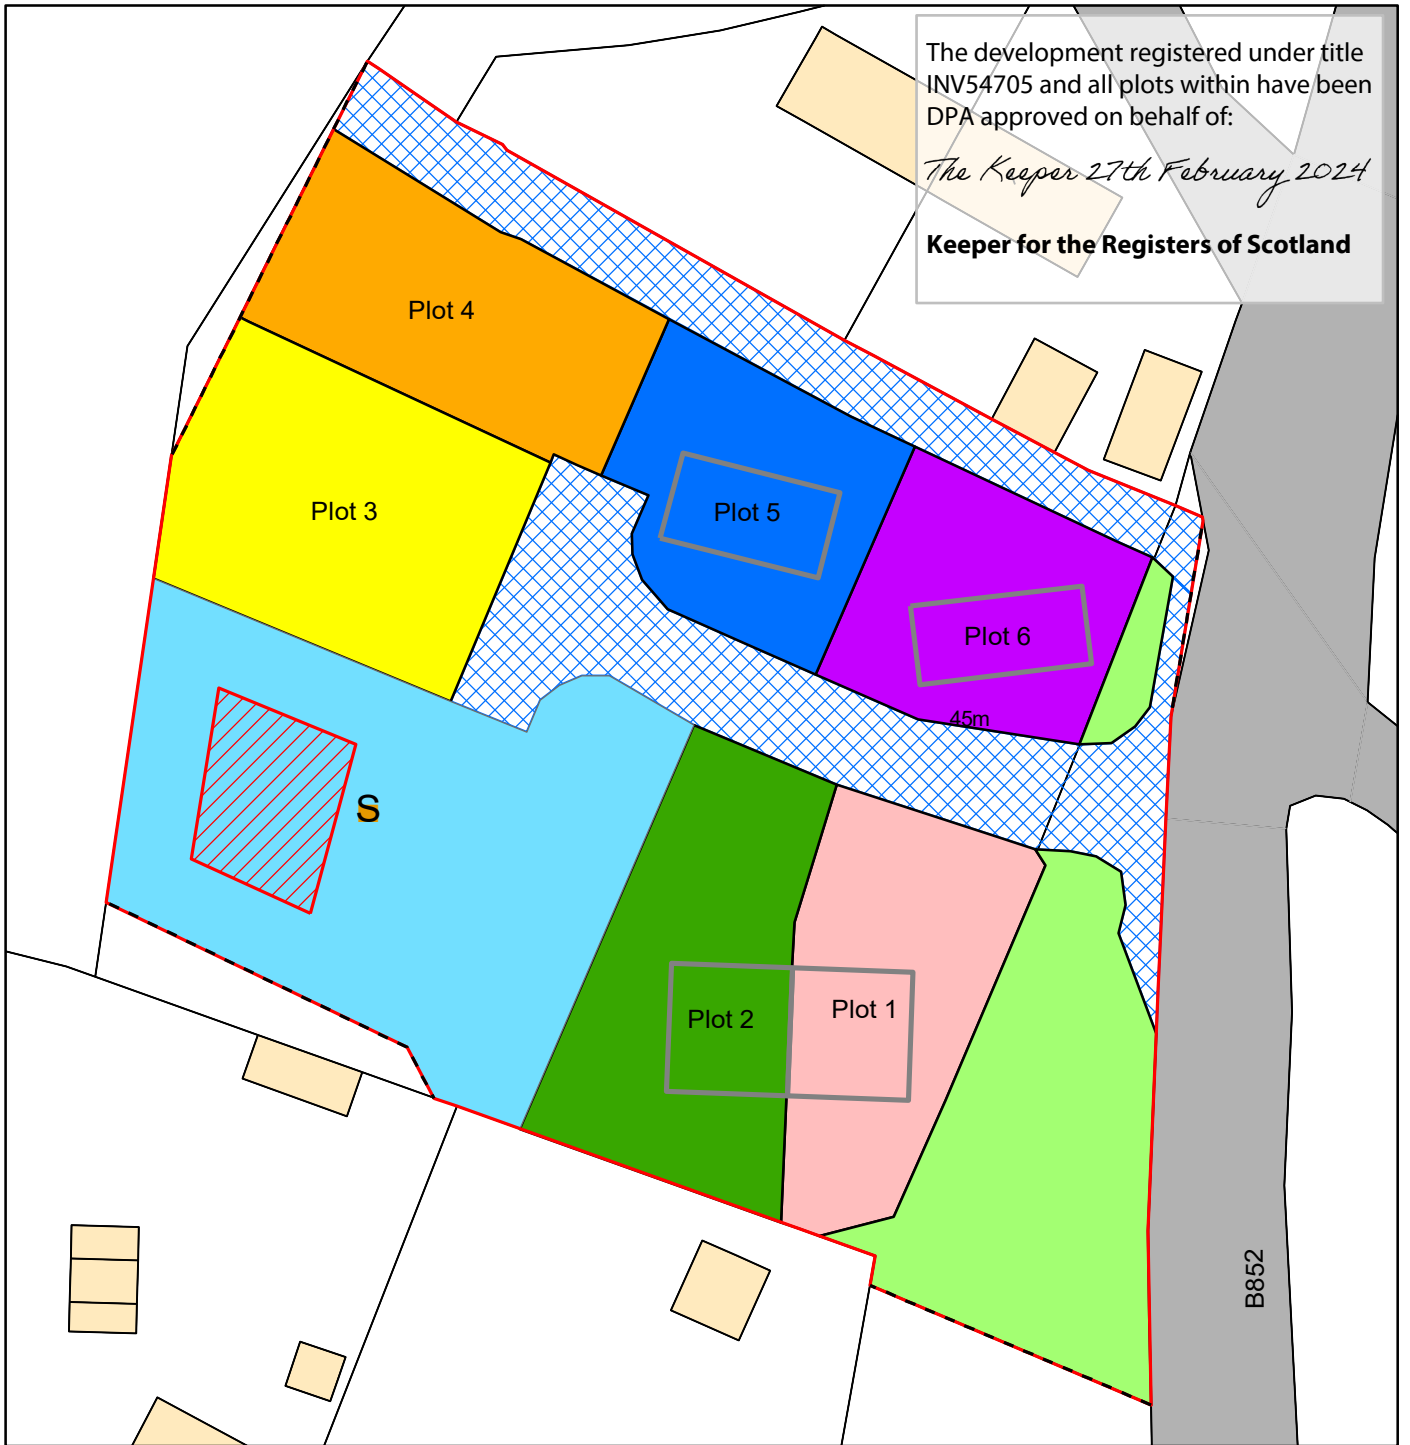 The development registered under title
INV54705 and all plots within have been
DPA approved on behalf of:
The Keeper 27th February 2024
Keeper for the Registers of Scotland
Plot 4
Plot 3
Plot 5
Plot 6
45m
S
Plot 2
Plot 1
B852